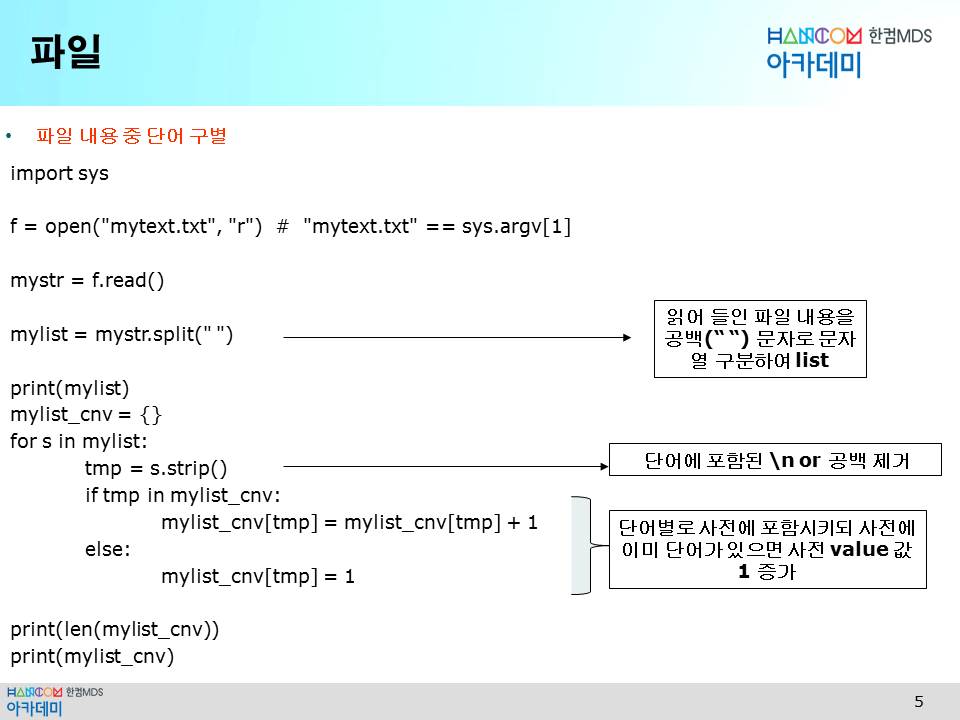 파일
HANCOM 한컴MDS
아카데미
• 파일 내용 중 단어 구별
import sys
f = open("mytext.txt", "r")  #  "mytext.txt" == sys.argv[1]
mystr = f.read()
mylist = mystr.split(" ")
읽어 들인 파일 내용을
공백(“ “) 문자로 문자
열 구분하여 list
print(mylist)
mylist_cnv = {}
for s in mylist:
tmp = s.strip()
단어에 포함된 \n or 공백 제거
if tmp in mylist_cnv:
mylist_cnv[tmp] = mylist_cnv[tmp] + 1
else:
mylist_cnv[tmp] = 1
단어별로 사전에 포함시키되 사전에
이미 단어가 있으면 사전 value 값
1 증가
print(len(mylist_cnv))
print(mylist_cnv)
HANCOM 한컴MDS
아카데미
5